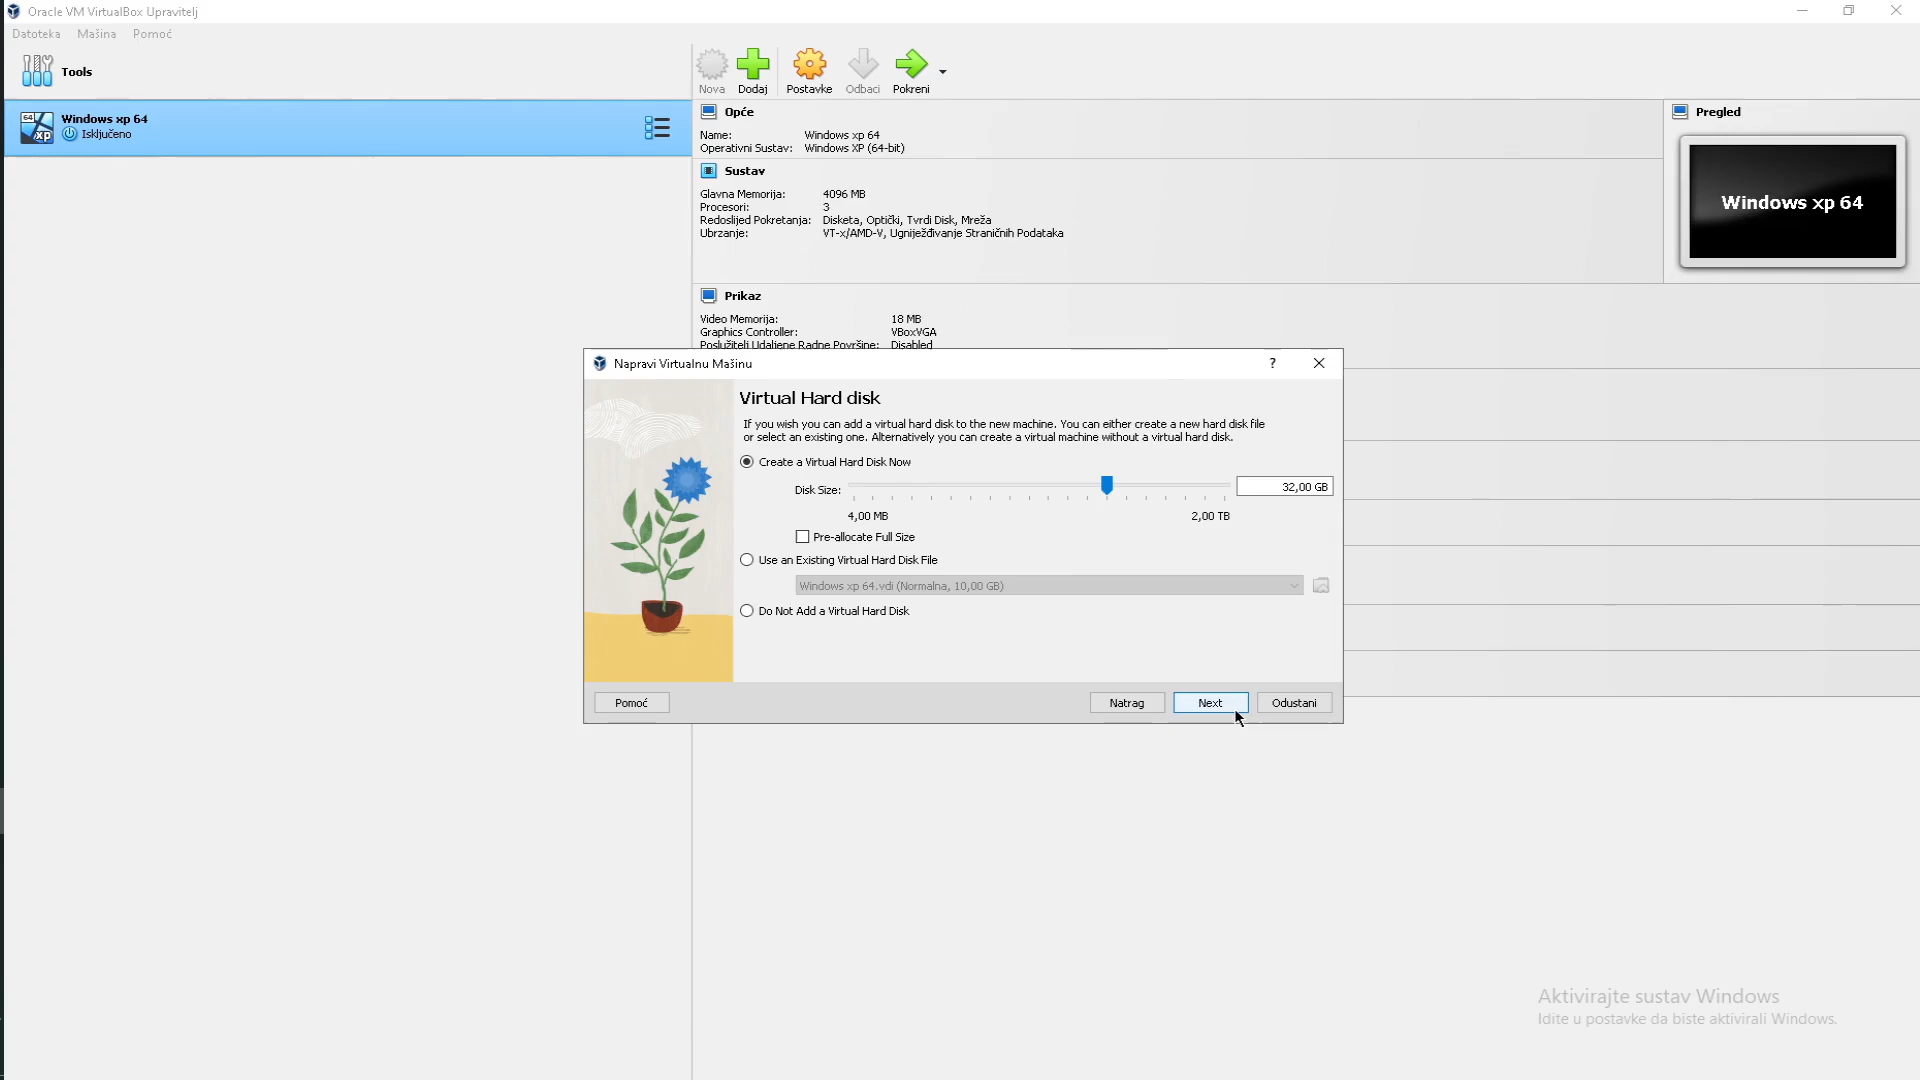 Oracle VM VirtualBox Upravitelj
Datoteka Mašina Pomoć
Tools
Nova Dodaj Postavke Odbaci Pokreni
64 XP Windows xp 64
Isključeno
Opće
Name: Windows xp 64
Operativni Sustav: Windows XP (64-bit)
Pregled
Windows xp 64
Sustav
Glavna Memorija: 4096 MB
Procesori: 3
Redoslijed Pokretanja: Disketa, Optički, Tvrdi Disk, Mreža
Ubrzanje: VT-x/AMD-V, Ugniježđivanje Straničnih Podataka
Prikaz
Video Memorija: 18 MB
Graphics Controller: VBoxVGA
Poslužitelj Udaljene Radne Površine: Disabled
Napravi Virtualnu Mašinu ?
Virtual Hard disk
If you wish you can add a virtual hard disk to the new machine. You can either create a new hard disk file
or select an existing one. Alternatively you can create a virtual machine without a virtual hard disk.
Create a Virtual Hard Disk Now
Disk Size: 32,00 GB
4,00 MB 2,00 TB
Pre-allocate Full Size
Use an Existing Virtual Hard Disk File
Windows xp 64.vdi (Normalna, 10,00 GB)
Do Not Add a Virtual Hard Disk
Pomoć Natrag Next Odustani
Aktivirajte sustav Windows
Idite u postavke da biste aktivirali Windows.